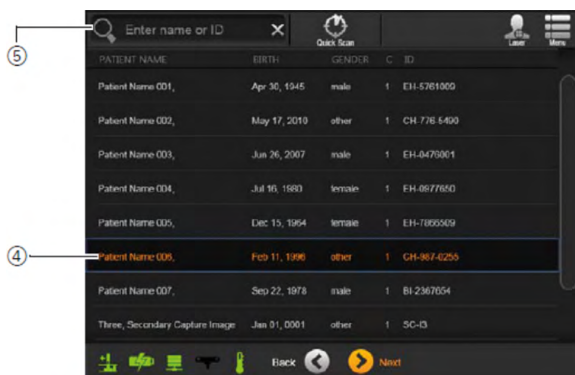 ⑤ Enter name or ID Quick Scan User Menu
PATIENT NAME BIRTH GENDER C ID
Patient Name 001, Apr 30, 1945 male 1 EH-5761009
Patient Name 002, May 17, 2010 other 1 CH-776-5490
Patient Name 003, Jun 26, 2007 male 1 EH-0476001
Patient Name 004, Jul 16, 1980 female 1 EH-0977650
Patient Name 005, Dec 15, 1964 female 1 EH-7866509
④ Patient Name 006, Feb 11, 1996 other 1 CH-987-0255
Patient Name 007, Sep 22, 1978 male 1 BI-2367654
Three, Secondary Capture Image Jan 01, 0001 other 1 SC-I3
Back Next